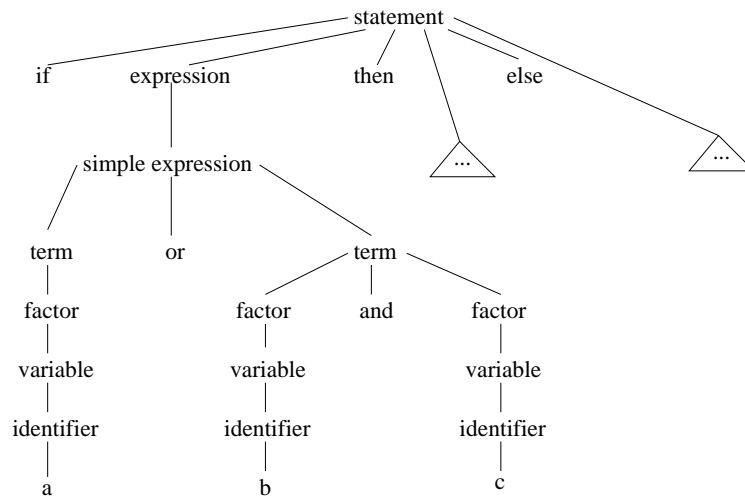 statement
if expression then else
... ...
simple expression
term or term
factor factor and factor
variable variable variable
identifier identifier identifier
a b c